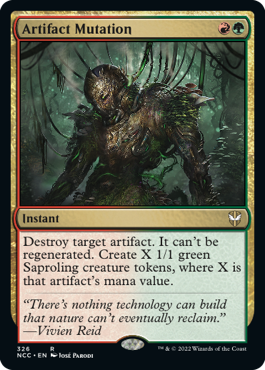 Artifact Mutation
Instant
Destroy target artifact. It can't be
regenerated. Create X 1/1 green
Saproling creature tokens, where X is
that artifact's mana value.
“There's nothing technology can build
that nature can't eventually reclaim.”
—Vivien Reid
326 R
NCC • EN José Parodi
™ & © 2022 Wizards of the Coast